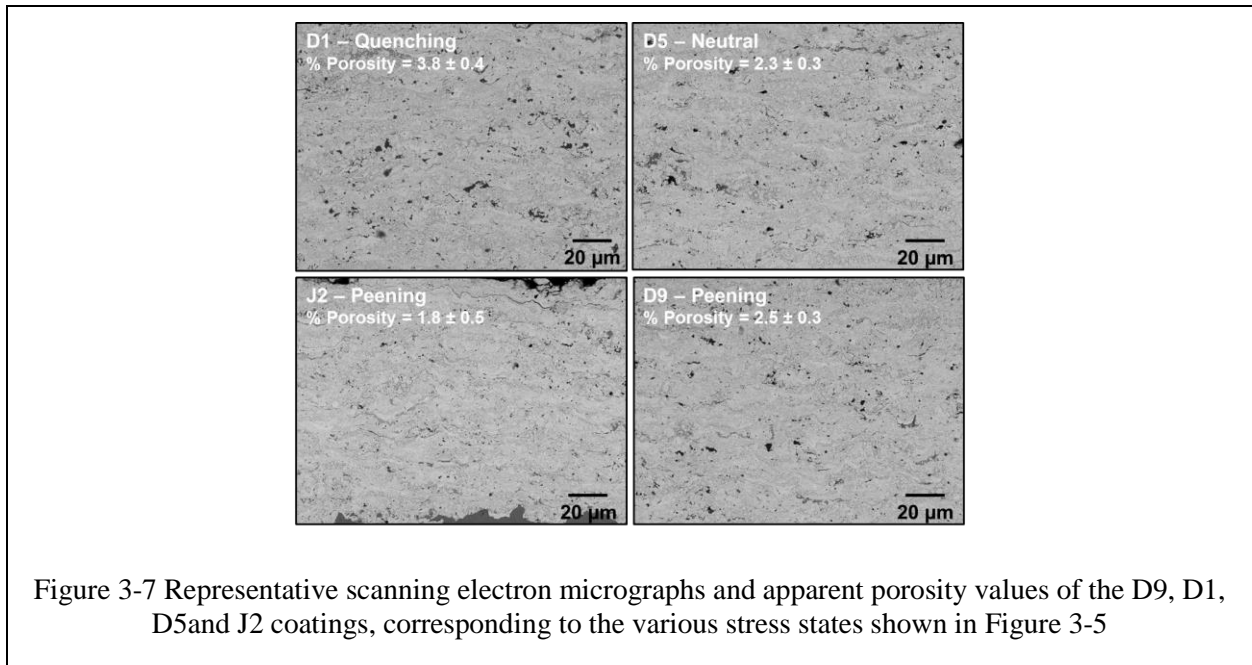 D1 – Quenching
% Porosity = 3.8 ± 0.4
20 µm
D5 – Neutral
% Porosity = 2.3 ± 0.3
20 µm
J2 – Peening
% Porosity = 1.8 ± 0.5
20 µm
D9 – Peening
% Porosity = 2.5 ± 0.3
20 µm
Figure 3-7 Representative scanning electron micrographs and apparent porosity values of the D9, D1,
D5and J2 coatings, corresponding to the various stress states shown in Figure 3-5